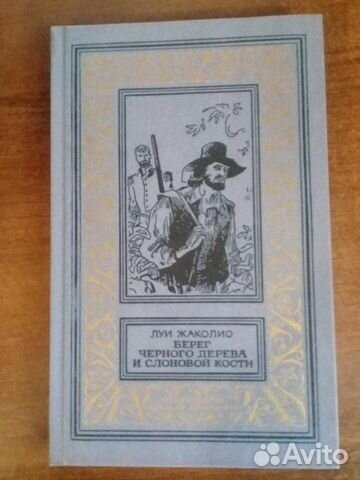 ЛУИ ЖАКОЛИО
БЕРЕГ
ЧЕРНОГО ДЕРЕВА
И СЛОНОВОЙ КОСТИ
Avito